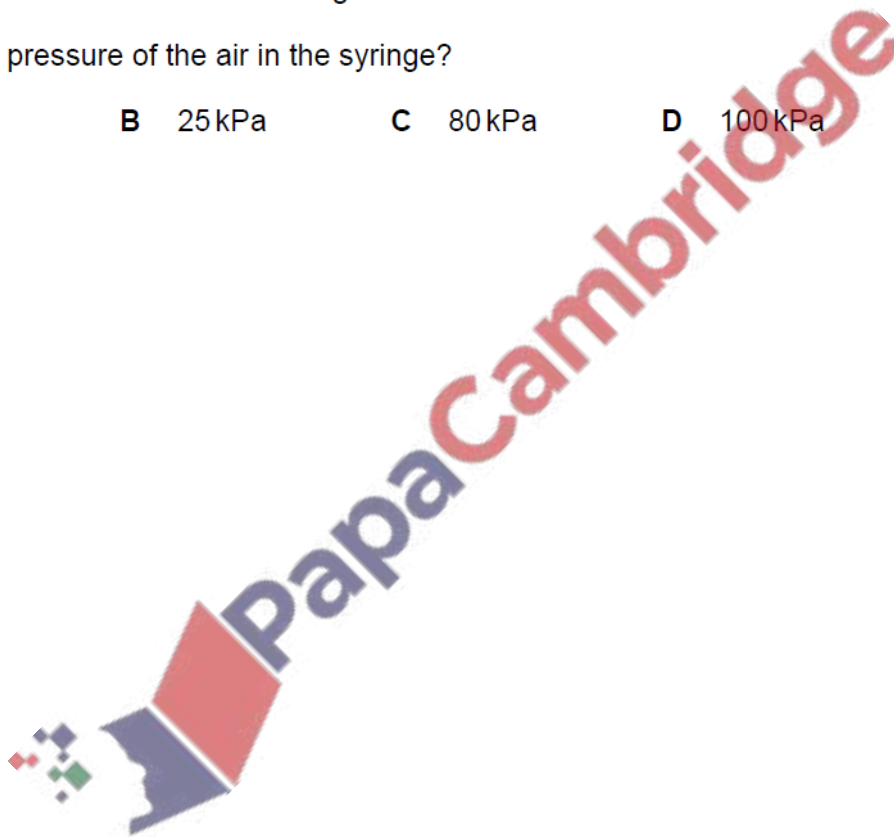 pressure of the air in the syringe?
B 25 kPa C 80 kPa D 100 kPa
PapaCambridge